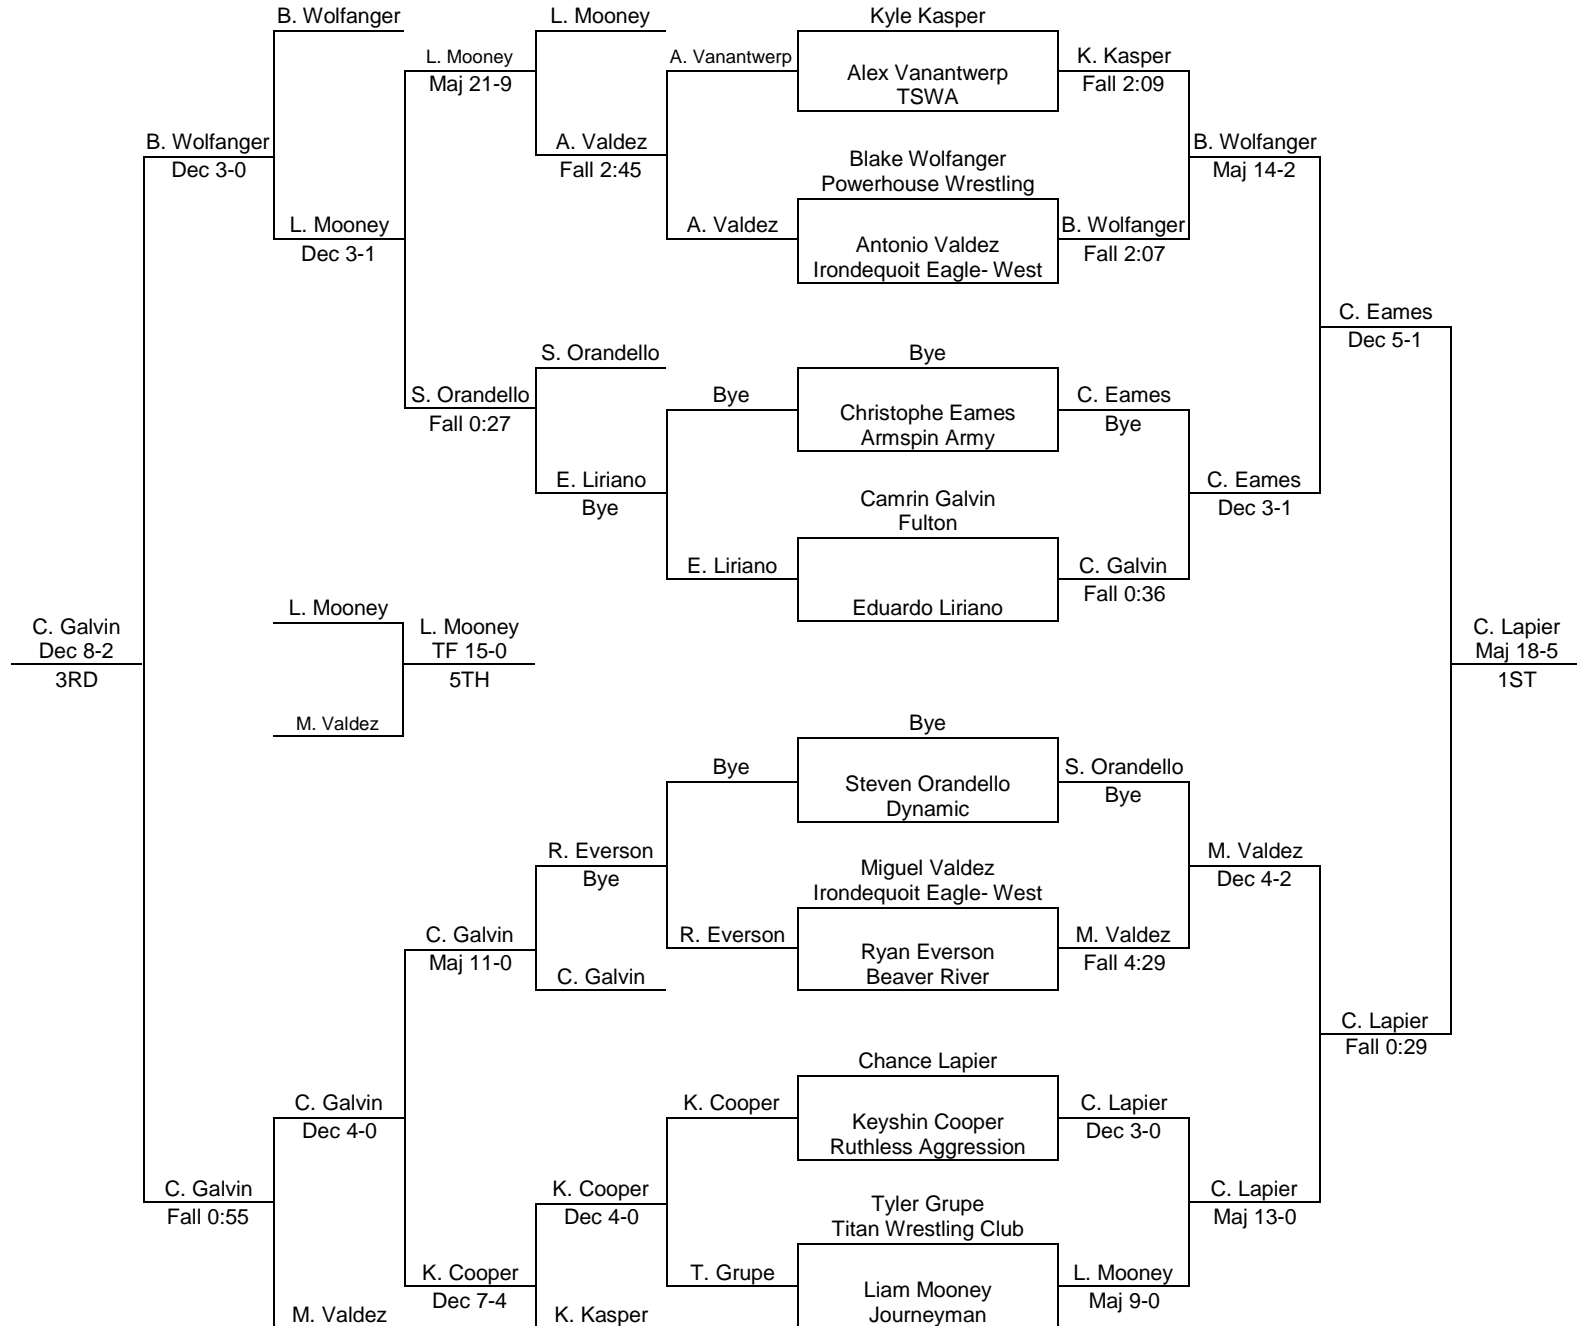 B. Wolfanger
L. Mooney
Kyle Kasper
L. Mooney
Maj 21-9
A. Vanantwerp
Alex Vanantwerp
TSWA
K. Kasper
Fall 2:09
B. Wolfanger
Dec 3-0
A. Valdez
Fall 2:45
Blake Wolfanger
Powerhouse Wrestling
B. Wolfanger
Maj 14-2
L. Mooney
Dec 3-1
A. Valdez
Antonio Valdez
Irondequoit Eagle- West
B. Wolfanger
Fall 2:07
C. Eames
Dec 5-1
S. Orandello
Bye
S. Orandello
Fall 0:27
Bye
Christophe Eames
Armspin Army
C. Eames
Bye
E. Liriano
Bye
Camrin Galvin
Fulton
C. Eames
Dec 3-1
E. Liriano
Eduardo Liriano
C. Galvin
Fall 0:36
L. Mooney
C. Galvin
Dec 8-2
3RD
L. Mooney
TF 15-0
5TH
C. Lapier
Maj 18-5
1ST
M. Valdez
Bye
Bye
Steven Orandello
Dynamic
S. Orandello
Bye
R. Everson
Bye
Miguel Valdez
Irondequoit Eagle- West
M. Valdez
Dec 4-2
C. Galvin
Maj 11-0
R. Everson
Ryan Everson
Beaver River
M. Valdez
Fall 4:29
C. Galvin
C. Lapier
Fall 0:29
Chance Lapier
C. Galvin
Dec 4-0
K. Cooper
Keyshin Cooper
Ruthless Aggression
C. Lapier
Dec 3-0
C. Galvin
Fall 0:55
K. Cooper
Dec 4-0
Tyler Grupe
Titan Wrestling Club
C. Lapier
Maj 13-0
K. Cooper
Dec 7-4
T. Grupe
Liam Mooney
Journeyman
L. Mooney
Maj 9-0
M. Valdez
K. Kasper